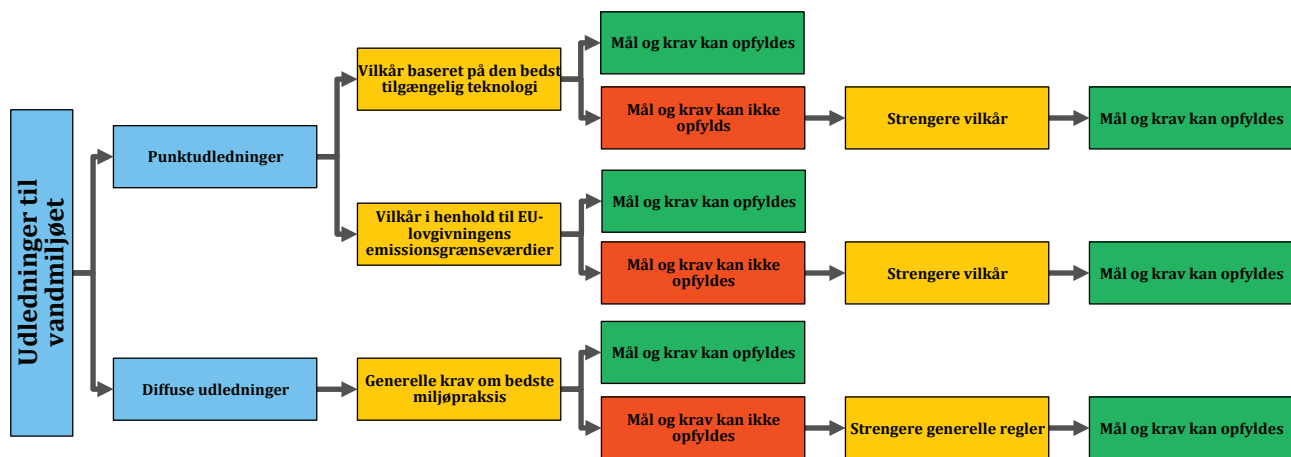 Udledninger til
vandmiljøet
Punktudledninger
Vilkår baseret på den bedst
tilgængelig teknologi
Mål og krav kan opfyldes
Mål og krav kan ikke
opfylds
Strengere vilkår
Mål og krav kan opfyldes
Vilkår i henhold til EU-
lovgivningens
emissionsgrænseværdier
Mål og krav kan opfyldes
Mål og krav kan ikke
opfyldes
Strengere vilkår
Mål og krav kan opfyldes
Diffuse udledninger
Generelle krav om bedste
miljøpraksis
Mål og krav kan opfyldes
Mål og krav kan ikke
opfyldes
Strengere generelle regler
Mål og krav kan opfyldes